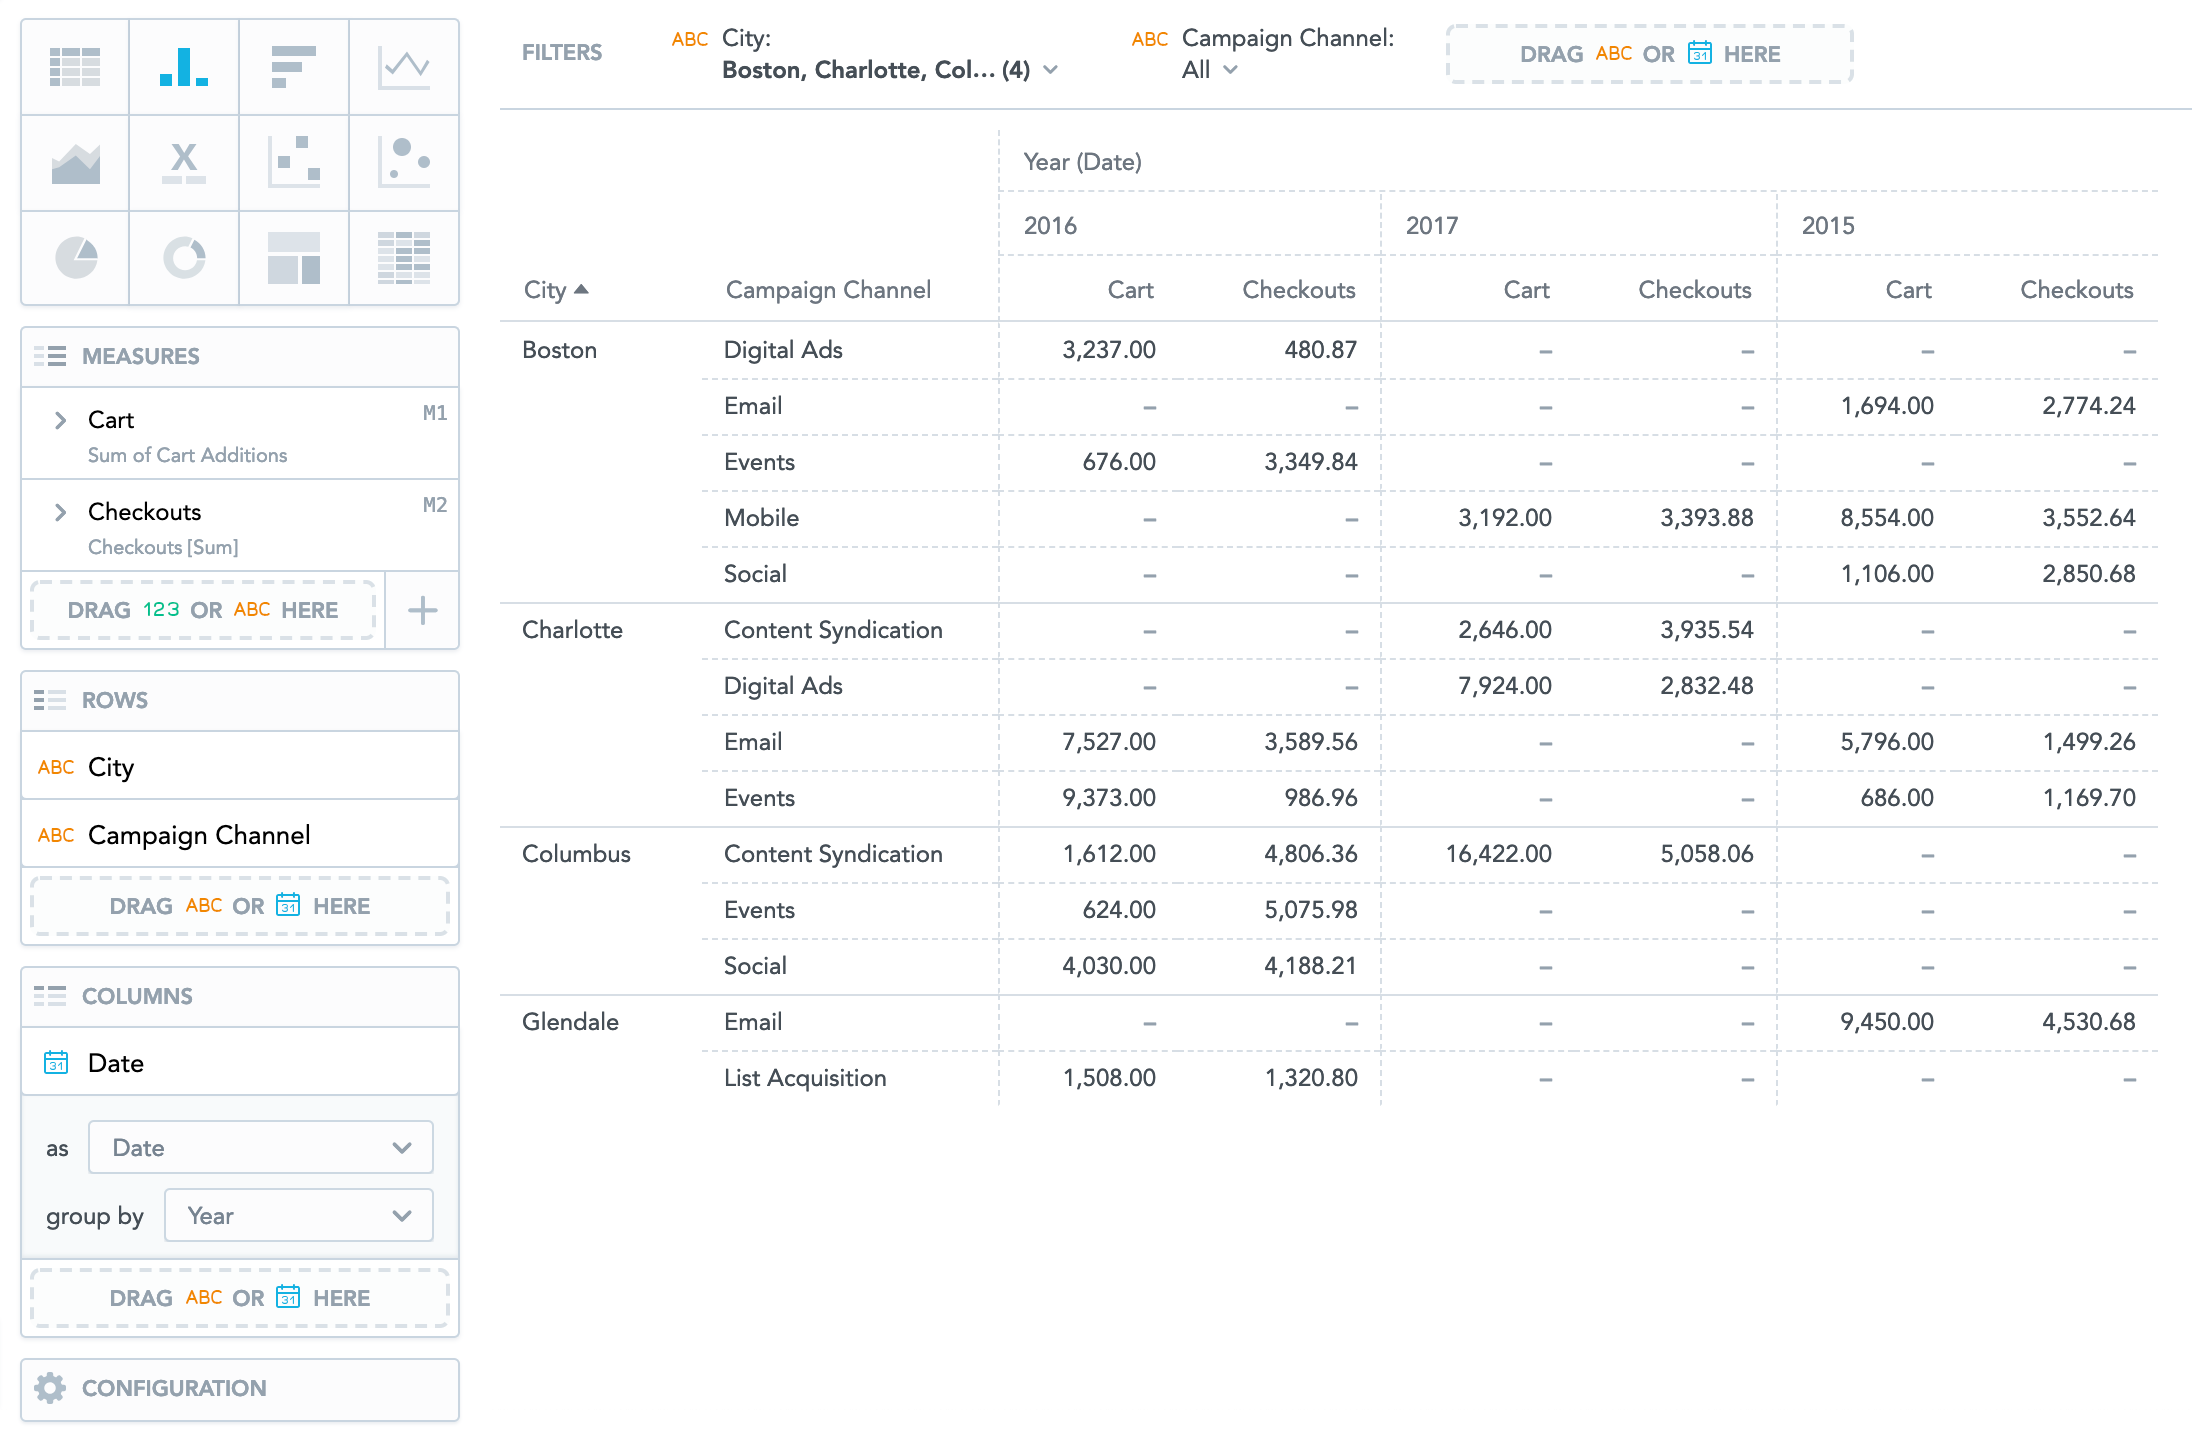 FILTERS
ABC City:
Boston, Charlotte, Col... (4)
ABC Campaign Channel:
All
DRAG ABC OR 31 HERE
X
MEASURES
Cart M1
Sum of Cart Additions
Checkouts M2
Checkouts [Sum]
DRAG 123 OR ABC HERE
ROWS
ABC City
ABC Campaign Channel
DRAG ABC OR 31 HERE
COLUMNS
31 Date
as Date
group by Year
DRAG ABC OR 31 HERE
CONFIGURATION
Year (Date)
2016 2017 2015
City Campaign Channel Cart Checkouts Cart Checkouts Cart Checkouts
Boston Digital Ads 3,237.00 480.87 – – – –
Email – – – – 1,694.00 2,774.24
Events 676.00 3,349.84 – – – –
Mobile – – 3,192.00 3,393.88 8,554.00 3,552.64
Social – – – – 1,106.00 2,850.68
Charlotte Content Syndication – – 2,646.00 3,935.54 – –
Digital Ads – – 7,924.00 2,832.48 – –
Email 7,527.00 3,589.56 – – 5,796.00 1,499.26
Events 9,373.00 986.96 – – 686.00 1,169.70
Columbus Content Syndication 1,612.00 4,806.36 16,422.00 5,058.06 – –
Events 624.00 5,075.98 – – – –
Social 4,030.00 4,188.21 – – – –
Glendale Email – – – – 9,450.00 4,530.68
List Acquisition 1,508.00 1,320.80 – – – –